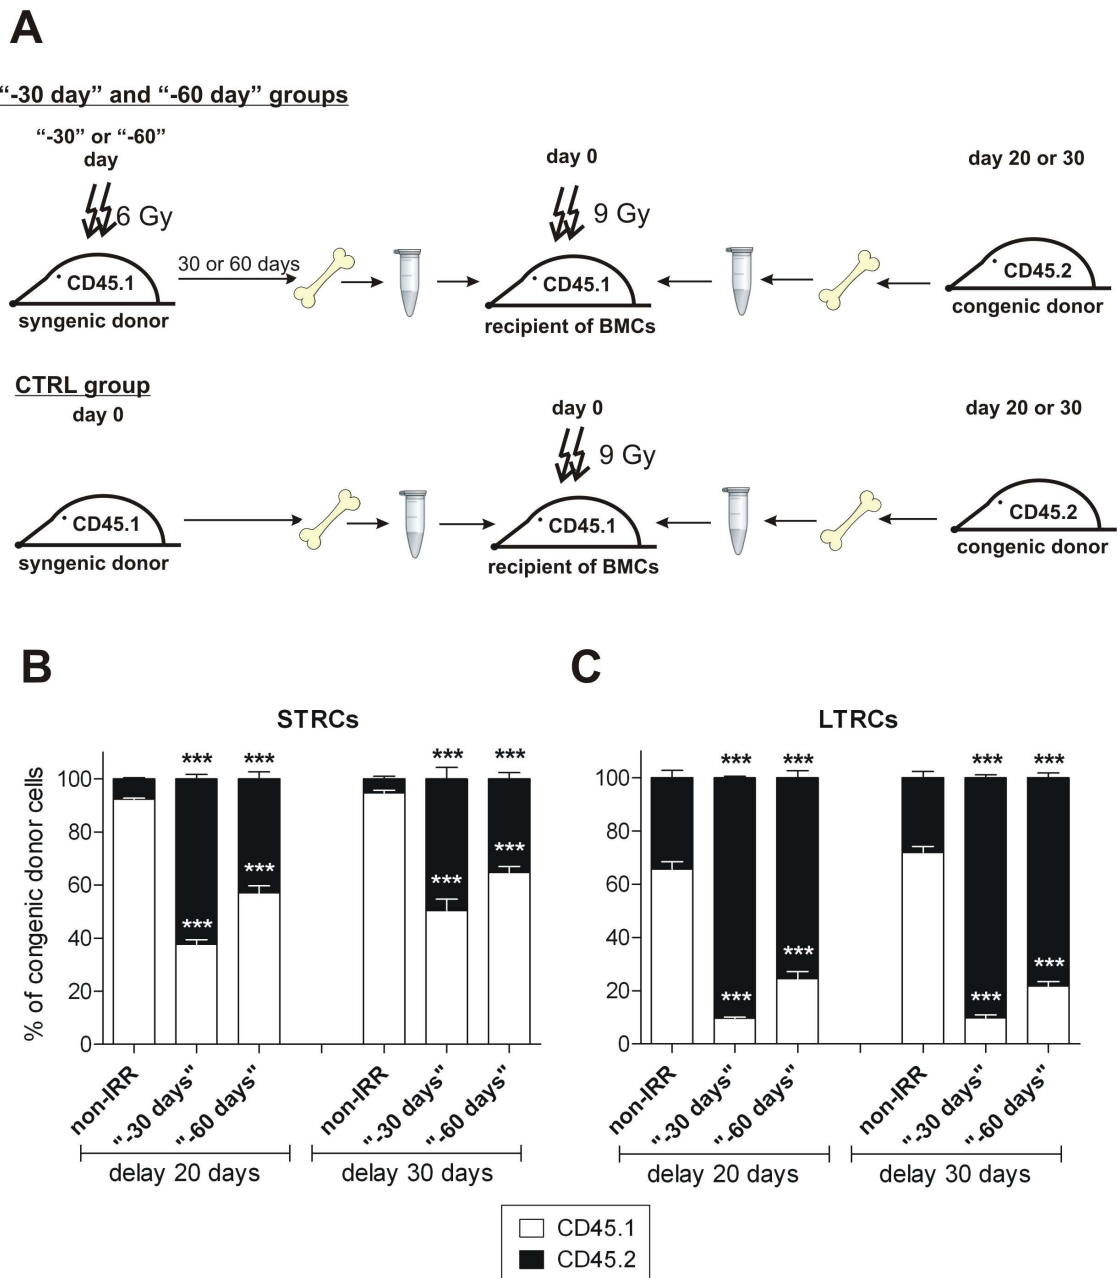 A
“-30 day” and “-60 day” groups
“-30” or “-60”
day
day 0
day 20 or 30
6 Gy
9 Gy
30 or 60 days
CD45.1
CD45.1
CD45.2
syngenic donor
recipient of BMCs
congenic donor
CTRL group
day 0
day 0
day 20 or 30
9 Gy
CD45.1
CD45.1
CD45.2
syngenic donor
recipient of BMCs
congenic donor
B
STRCs
% of congenic donor cells
100
80
60
40
20
0
*** *** *** ***
*** *** *** ***
non-IRR
"-30 days"
"-60 days"
non-IRR
"-30 days"
"-60 days"
delay 20 days
delay 30 days
C
LTRCs
100
80
60
40
20
0
*** *** *** ***
*** *** *** ***
non-IRR
"-30 days"
"-60 days"
non-IRR
"-30 days"
"-60 days"
delay 20 days
delay 30 days
CD45.1
CD45.2